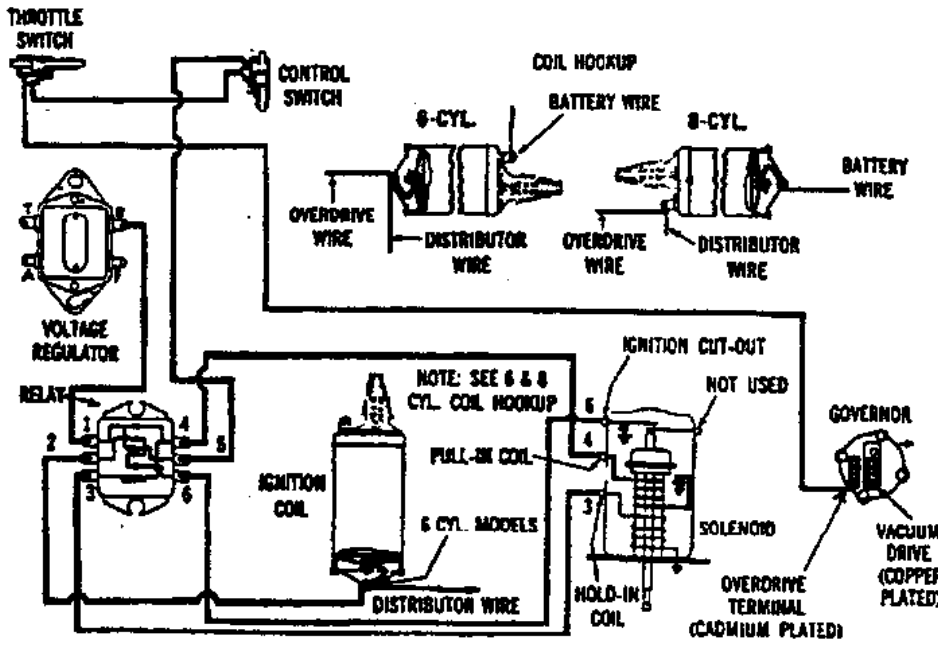 THROTTLE
SWITCH
CONTROL
SWITCH
COIL HOOKUP
BATTERY WIRE
6-CYL.
8-CYL.
BATTERY
WIRE
OVERDRIVE
WIRE
DISTRIBUTOR
WIRE
OVERDRIVE
WIRE
DISTRIBUTOR
WIRE
A
F
VOLTAGE
REGULATOR
RELAY
1
4
2
5
3
6
NOTE: SEE 6 & 8
CYL. COIL HOOKUP
IGNITION
COIL
6 CYL. MODELS
DISTRIBUTOR WIRE
IGNITION CUT-OUT
NOT USED
4
PULL-IN COIL
3
SOLENOID
HOLD-IN
COIL
GOVERNOR
OVERDRIVE
TERMINAL
(CADMIUM PLATED)
VACUUM
DRIVE
(COPPER
PLATED)